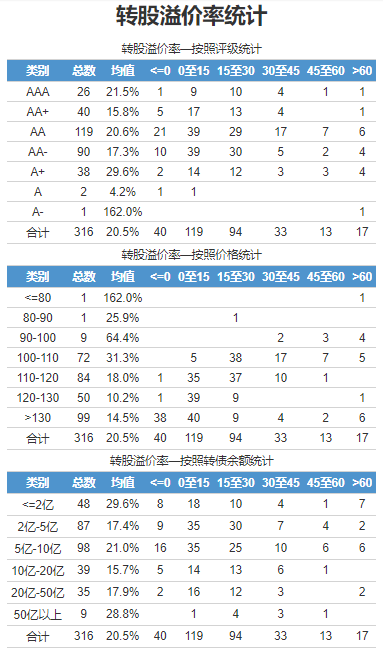 转股溢价率统计
转股溢价率—按照评级统计
类别 总数 均值 <=0 0至15 15至30 30至45 45至60 >60
AAA 26 21.5% 1 9 10 4 1 1
AA+ 40 15.8% 5 17 13 4 1
AA 119 20.6% 21 39 29 17 7 6
AA- 90 17.3% 10 39 30 5 2 4
A+ 38 29.6% 2 14 12 3 3 4
A 2 4.2% 1 1
A- 1 162.0% 1
合计 316 20.5% 40 119 94 33 13 17
转股溢价率—按照价格统计
类别 总数 均值 <=0 0至15 15至30 30至45 45至60 >60
<=80 1 162.0% 1
80-90 1 25.9% 1
90-100 9 64.4% 2 3 4
100-110 72 31.3% 5 38 17 7 5
110-120 84 18.0% 1 35 37 10 1
120-130 50 10.2% 1 39 9 1
>130 99 14.5% 38 40 9 4 2 6
合计 316 20.5% 40 119 94 33 13 17
转股溢价率—按照转债余额统计
类别 总数 均值 <=0 0至15 15至30 30至45 45至60 >60
<=2亿 48 29.6% 8 18 10 4 1 7
2亿-5亿 87 17.4% 9 35 30 7 4 2
5亿-10亿 98 21.0% 16 35 25 10 6 6
10亿-20亿 39 15.7% 5 14 13 6 1
20亿-50亿 35 17.9% 2 16 12 3 2
50亿以上 9 28.8% 1 4 3 1
合计 316 20.5% 40 119 94 33 13 17